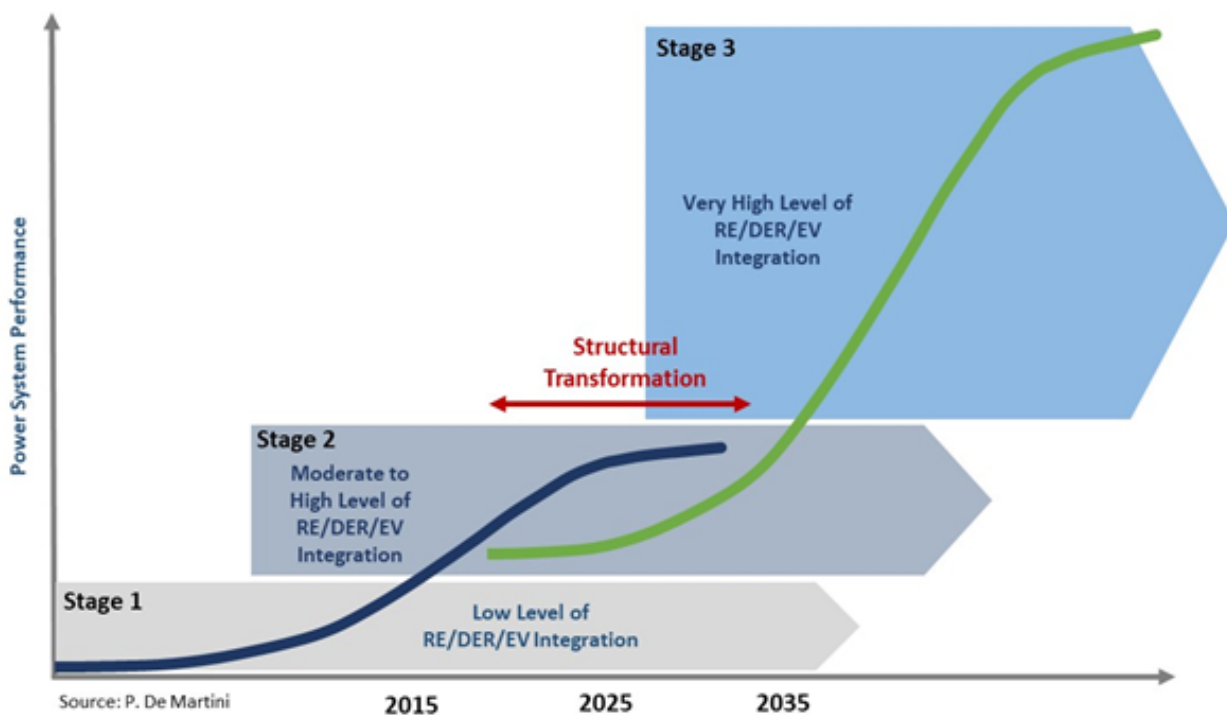 Power System Performance
Stage 3
Very High Level of
RE/DER/EV
Integration
Structural
Transformation
Stage 2
Moderate to
High Level of
RE/DER/EV
Integration
Stage 1
Low Level of
RE/DER/EV Integration
Source: P. De Martini
2015
2025
2035